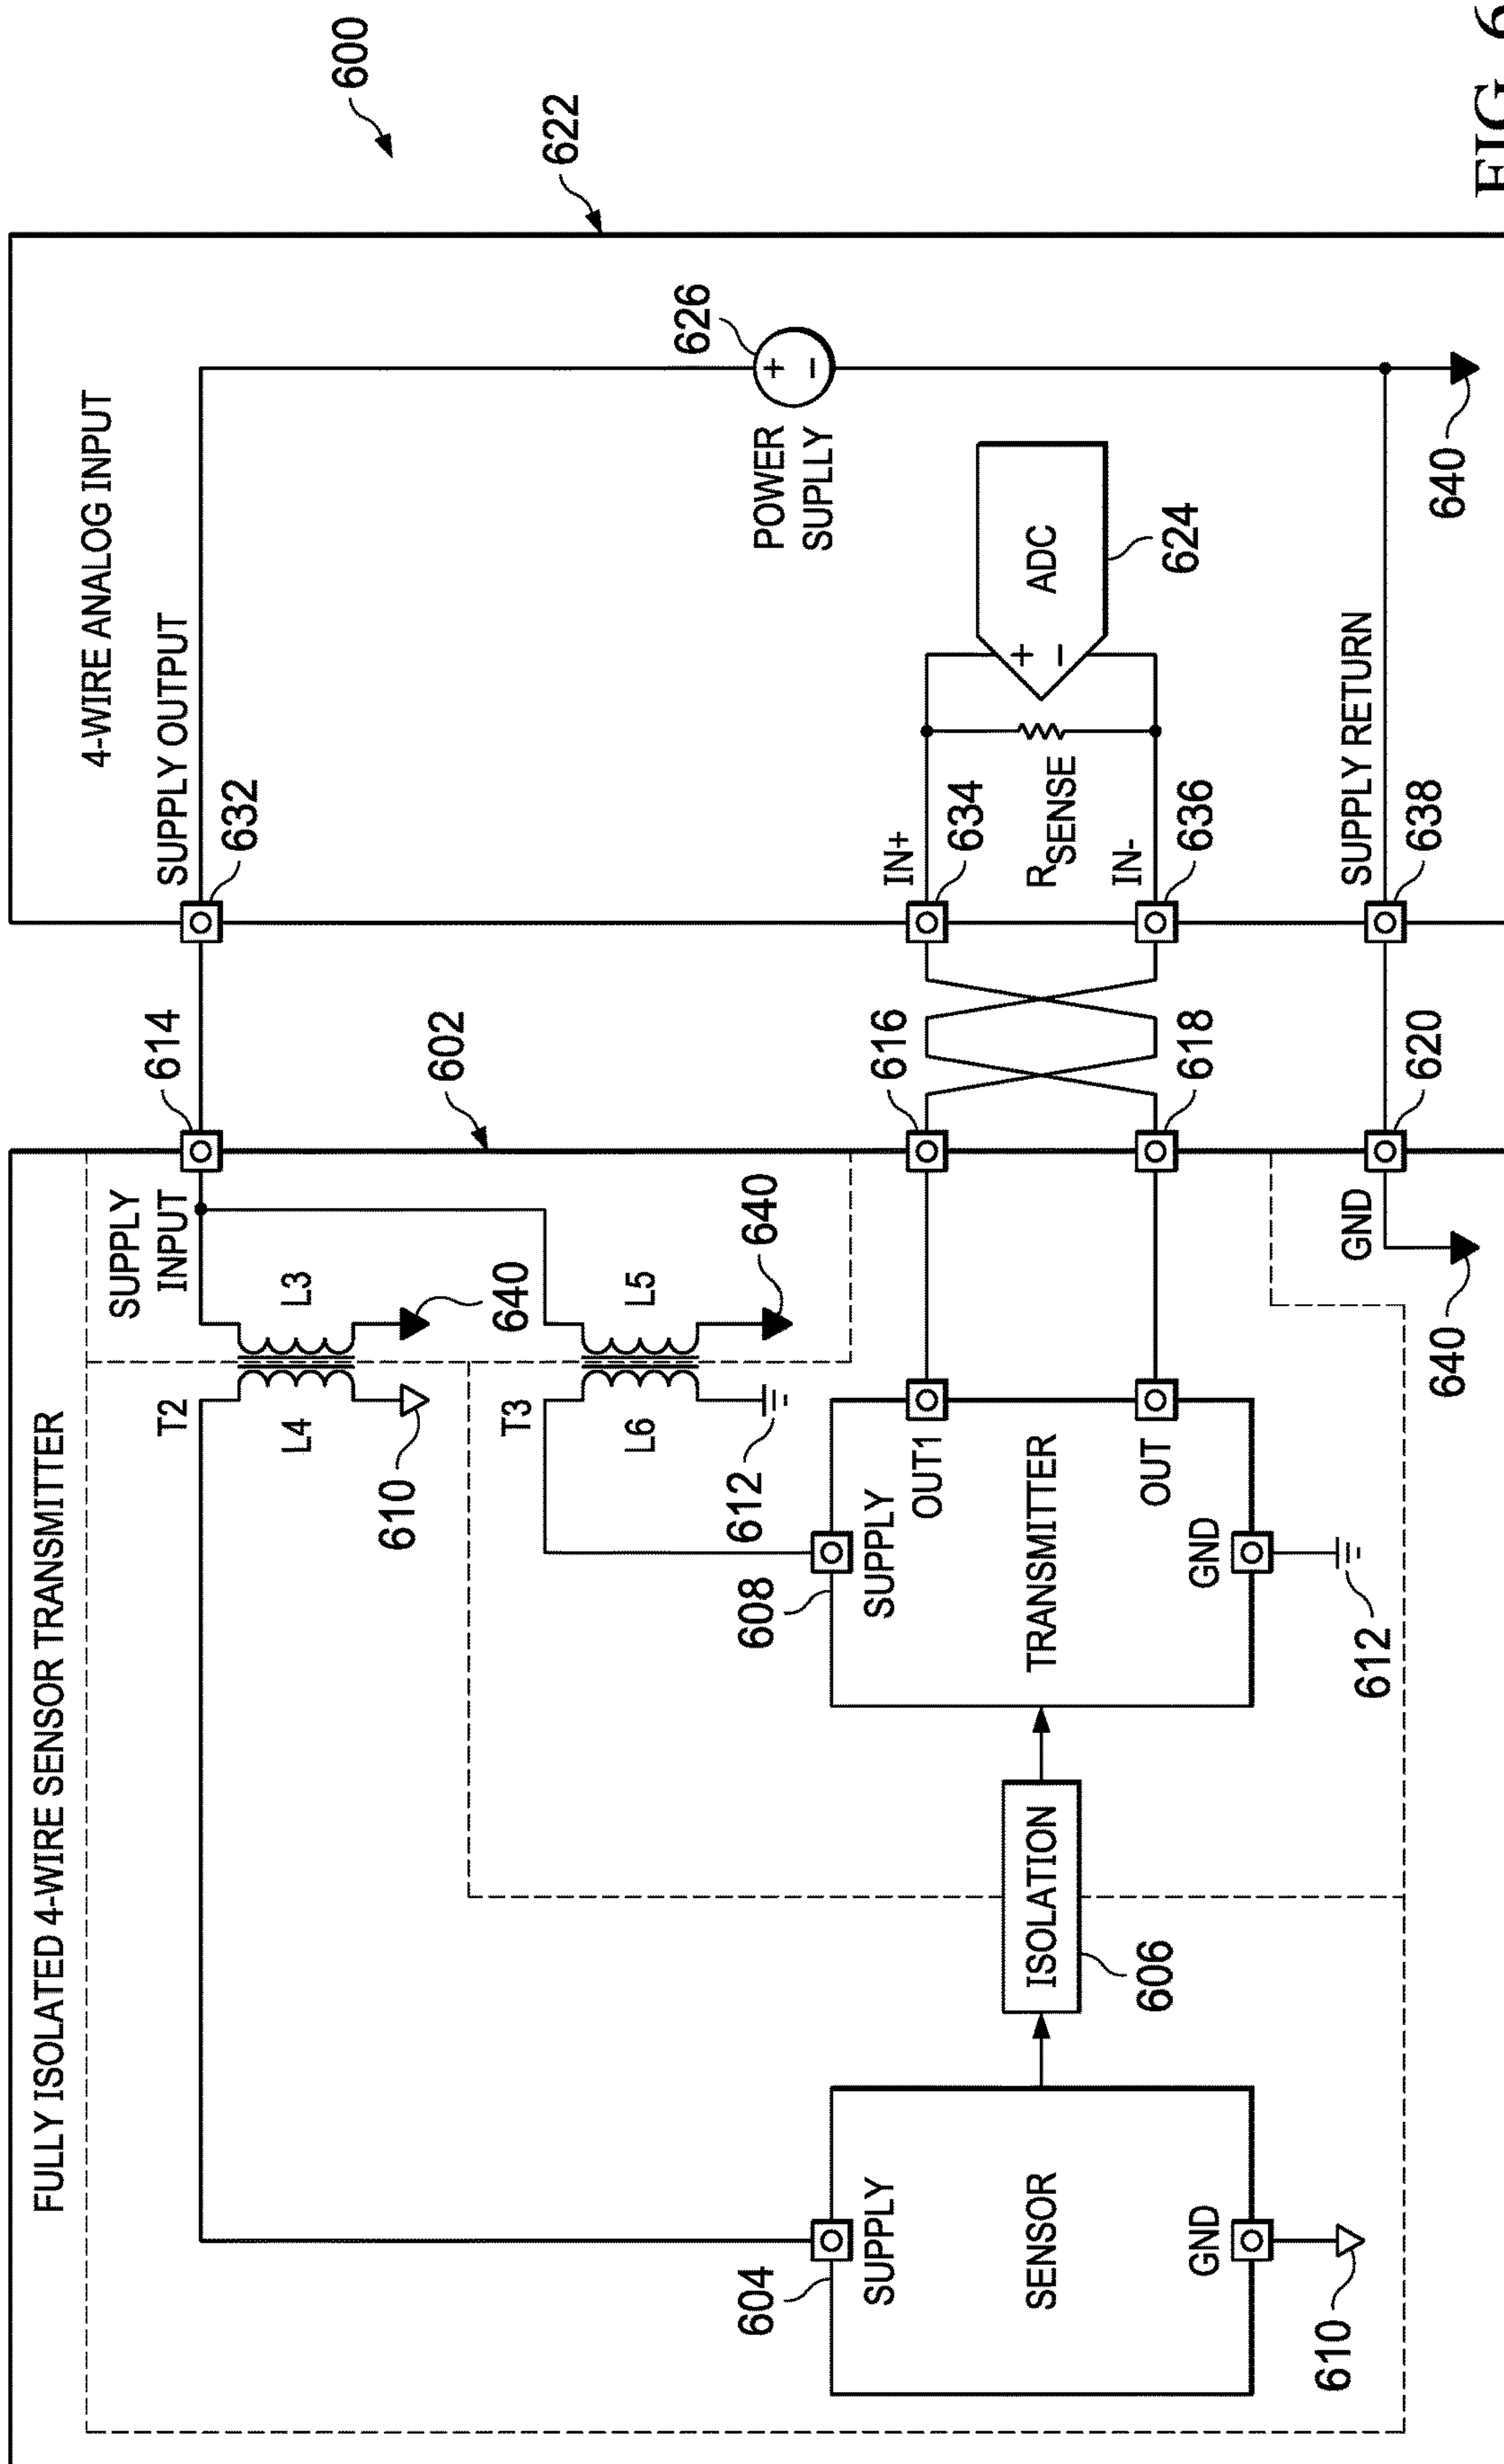 600
622
602
FULLY ISOLATED 4-WIRE SENSOR TRANSMITTER
4-WIRE ANALOG INPUT
614
SUPPLY
INPUT
632
SUPPLY OUTPUT
T2
L4
L3
610
640
T3
L6
L5
612
640
626
POWER
SUPLLY
604
SUPPLY
SENSOR
GND
610
ISOLATION
606
608
SUPPLY
OUT1
TRANSMITTER
OUT
GND
612
616
618
IN+
634
RSENSE
IN-
636
ADC
+
−
624
+
−
GND
620
640
SUPPLY RETURN
638
640
FIG. 6